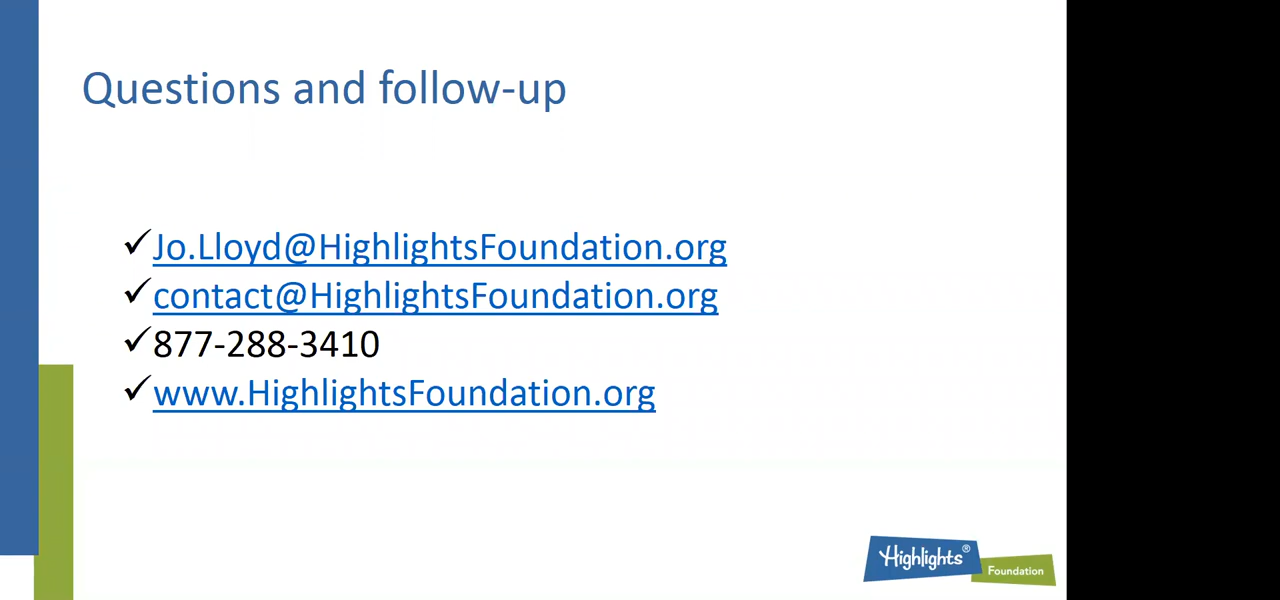 Questions and follow-up
✓Jo.Lloyd@HighlightsFoundation.org
✓contact@HighlightsFoundation.org
✓877-288-3410
✓www.HighlightsFoundation.org
Highlights®
Foundation